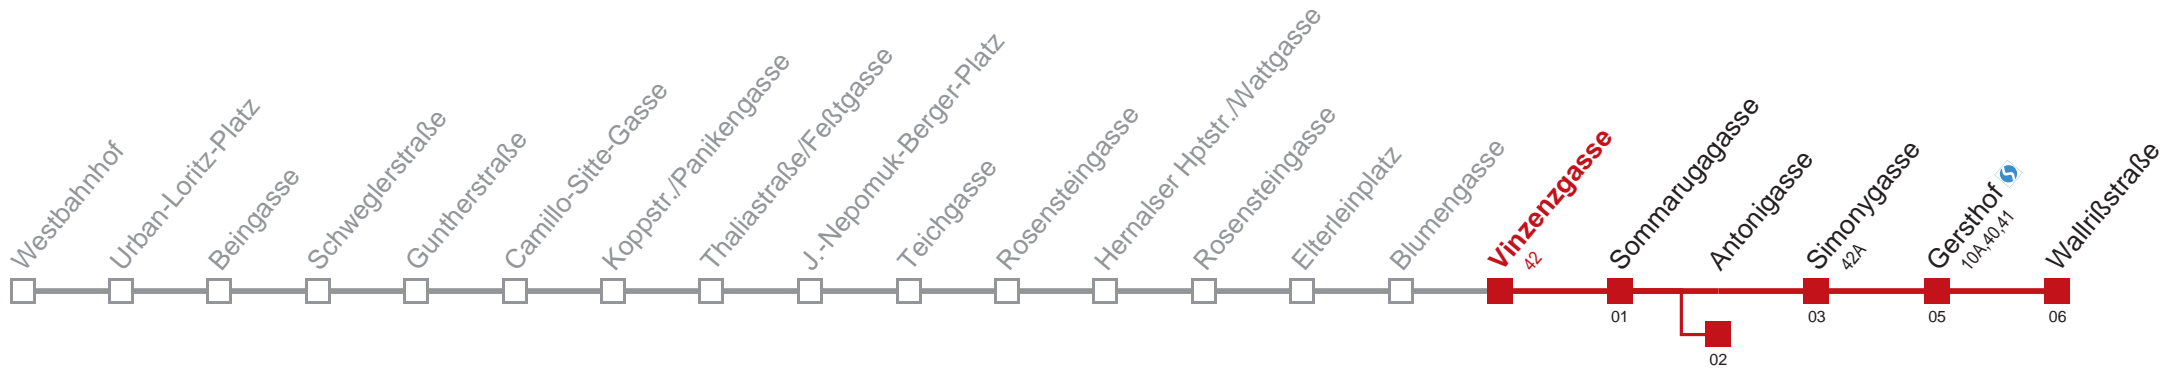 Westbahnhof
Urban-Loritz-Platz
Beingasse
Schweglerstraße
Guntherstraße
Camillo-Sitte-Gasse
Koppstr./Panikengasse
Thaliastraße/Feßtgasse
J.-Nepomuk-Berger-Platz
Teichgasse
Rosensteingasse
Hernalser Hptstr./Wattgasse
Rosensteingasse
Elterleinplatz
Blumengasse
Vinzenzgasse
42
Sommarugagasse
Antonigasse
Simonygasse
42A
Gersthof
10A,40,41
Wallrißstraße
01
02
03
05
06